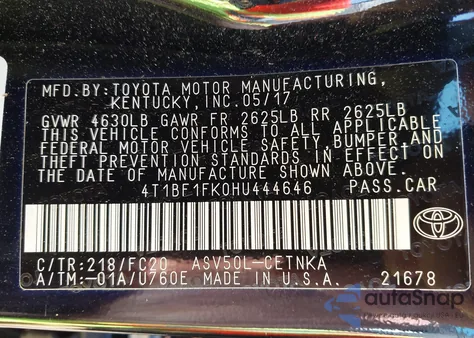 MFD.BY:TOYOTA MOTOR MANUFACTURING,
KENTUCKY,INC.05/17
GVWR 4630LB GAWR FR 2625LB RR 2625LB
THIS VEHICLE CONFORMS TO ALL APPLICABLE
FEDERAL MOTOR VEHICLE SAFETY,BUMPER,AND
THEFT PREVENTION STANDARDS IN EFFECT ON
THE DATE OF MANUFACTURE SHOWN ABOVE.
4T1BF1FK0HU444646 PASS.CAR
C/TR:218/FC20 ASV50L-CETNKA
A/TM:-01A/U760E MADE IN U.S.A. 21678
autoSnap